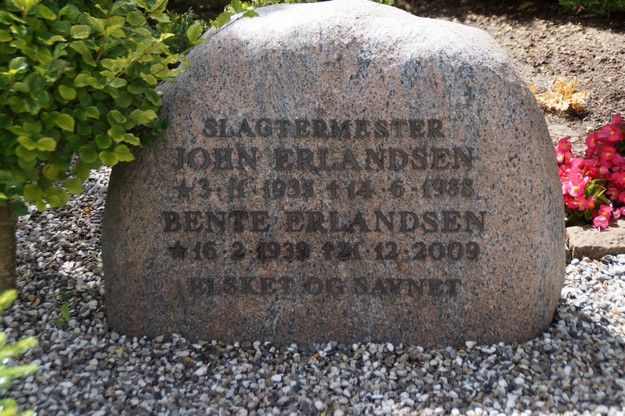 SLAGTERMESTER
JOHN ERLANDSEN
★ 3 · 11 · 1938 † 14 · 6 · 1988
BENTE ERLANDSEN
★ 16 · 2 · 1939 † 21 · 12 · 2009
ELSKET OG SAVNET